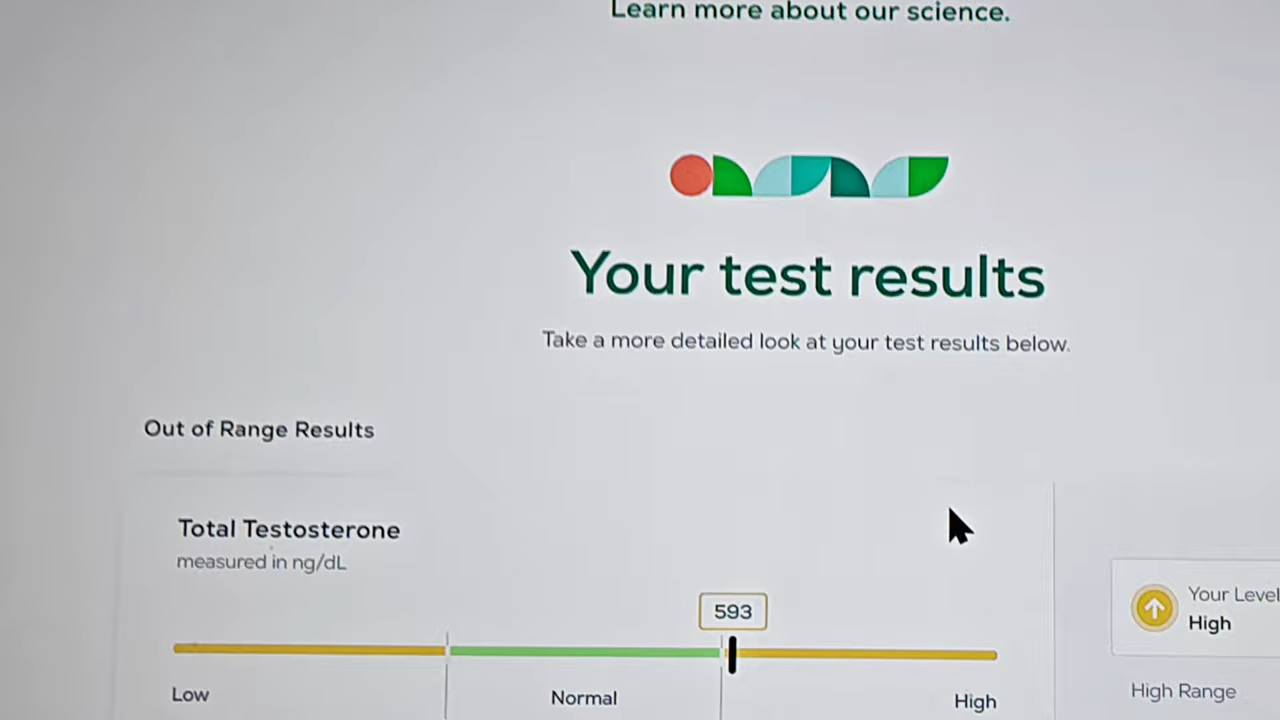 Learn more about our science.
Your test results
Take a more detailed look at your test results below.
Out of Range Results
Total Testosterone
measured in ng/dL
593
Your Level
High
Low
Normal
High
High Range